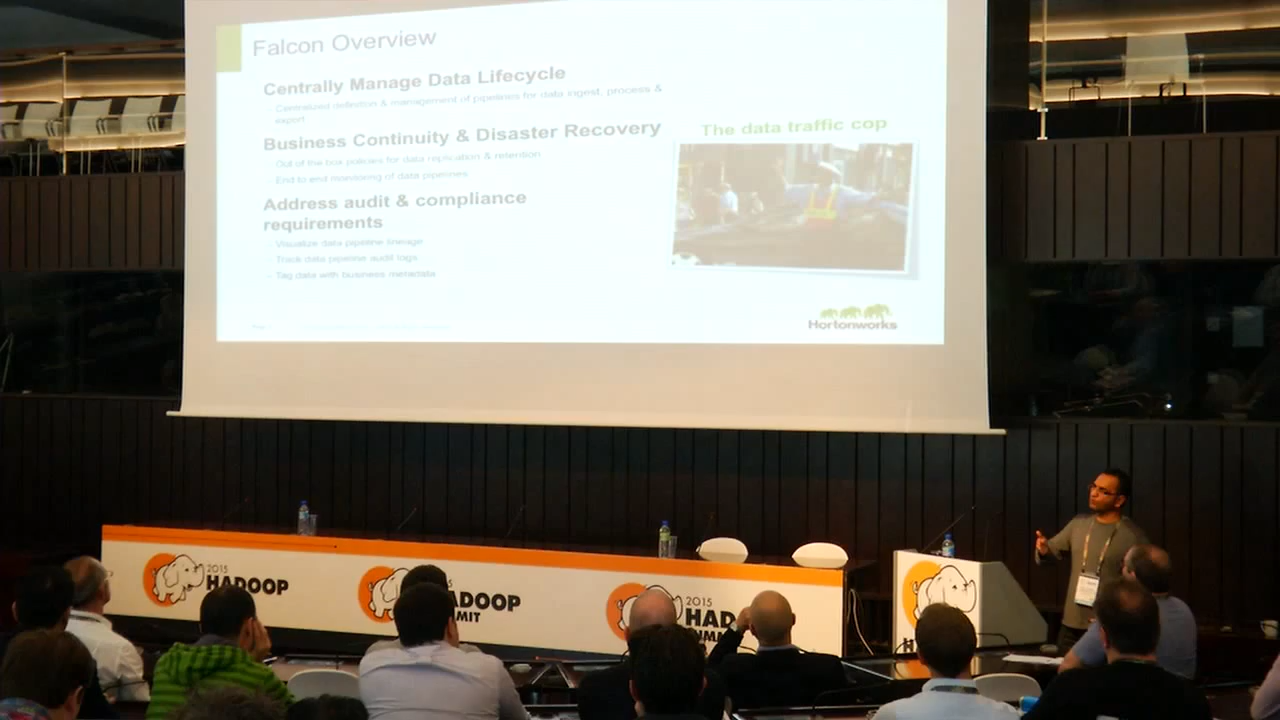 Falcon Overview
Centrally Manage Data Lifecycle
Centralized definition & management of pipelines for data ingest, process &
export
Business Continuity & Disaster Recovery
Out of the box policies for data replication & retention
End to end monitoring of data pipelines
Address audit & compliance
requirements
- Visualize data pipeline lineage
- Track data pipeline audit logs
- Tag data with business metadata
The data traffic cop
Hortonworks
2015
HADOOP
HADOOP
2015